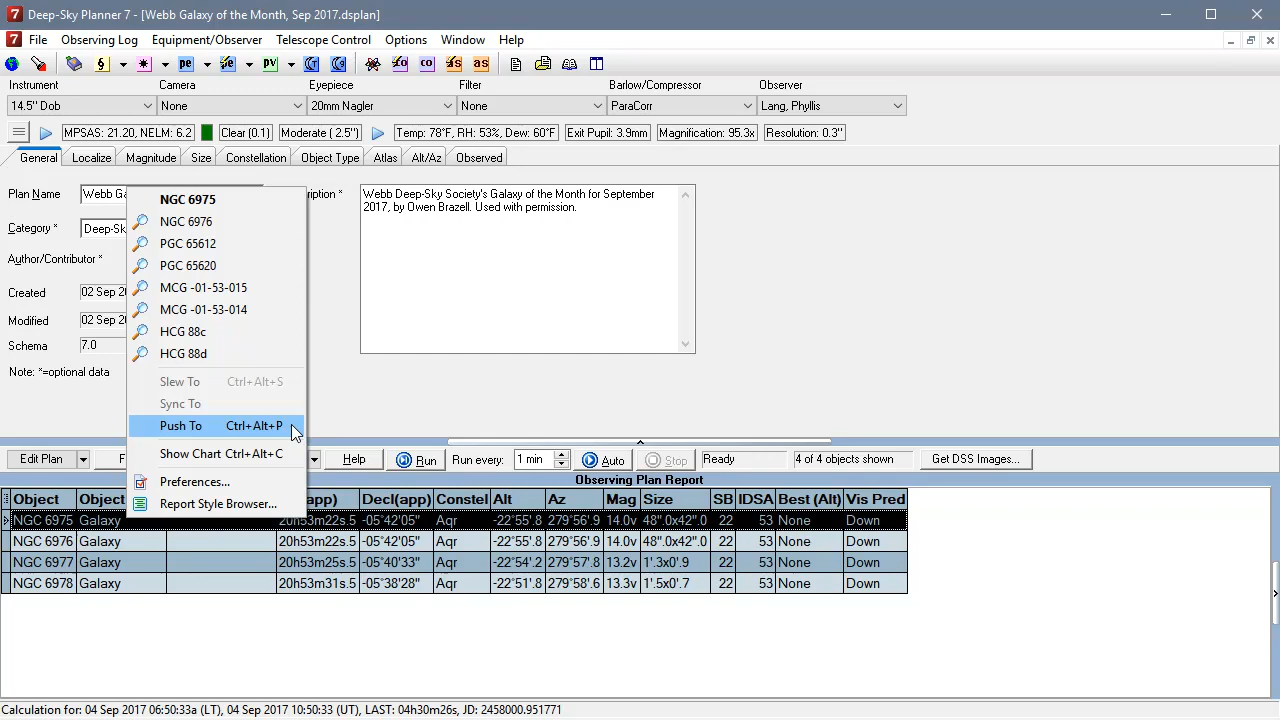 Deep-Sky Planner 7 - [Webb Galaxy of the Month, Sep 2017.dsplan]
File Observing Log Equipment/Observer Telescope Control Options Window Help
Instrument Camera Eyepiece Filter Barlow/Compressor Observer
14.5" Dob None 20mm Nagler None ParaCorr Lang, Phyllis
MPSAS: 21.20, NELM: 6.2 Clear (0.1) Moderate ( 2.5") Temp: 78°F, RH: 53%, Dew: 60°F Exit Pupil: 3.9mm Magnification: 95.3x Resolution: 0.3"
General Localize Magnitude Size Constellation Object Type Atlas Alt/Az Observed
Plan Name Webb Ga ription * Webb Deep-Sky Society's Galaxy of the Month for September
2017, by Owen Brazell. Used with permission.
Category * Deep-Sk
Author/Contributor *
Created 02 Sep 20
Modified 02 Sep 20
Schema 7.0
Note: *=optional data
NGC 6975
NGC 6976
PGC 65612
PGC 65620
MCG -01-53-015
MCG -01-53-014
HCG 88c
HCG 88d
Slew To Ctrl+Alt+S
Sync To
Push To Ctrl+Alt+P
Show Chart Ctrl+Alt+C
Preferences...
Report Style Browser...
Edit Plan F Help Run Run every: 1 min Auto Stop Ready 4 of 4 objects shown Get DSS Images...
Observing Plan Report
Object Object app) Decl(app) Constel Alt Az Mag Size SB IDSA Best (Alt) Vis Pred
NGC 6975 Galaxy 20h53m22s.5 -05°42'05" Aqr -22°55'.8 279°56'.9 14.0v 48".0x42".0 22 53 None Down
NGC 6976 Galaxy 20h53m22s.5 -05°42'05" Aqr -22°55'.8 279°56'.9 14.0v 48".0x42".0 22 53 None Down
NGC 6977 Galaxy 20h53m25s.5 -05°40'33" Aqr -22°54'.2 279°57'.8 13.2v 1'.3x0'.9 22 53 None Down
NGC 6978 Galaxy 20h53m31s.5 -05°38'28" Aqr -22°51'.8 279°58'.6 13.3v 1'.5x0'.7 22 53 None Down
Calculation for: 04 Sep 2017 06:50:33a (LT), 04 Sep 2017 10:50:33 (UT), LAST: 04h30m26s, JD: 2458000.951771